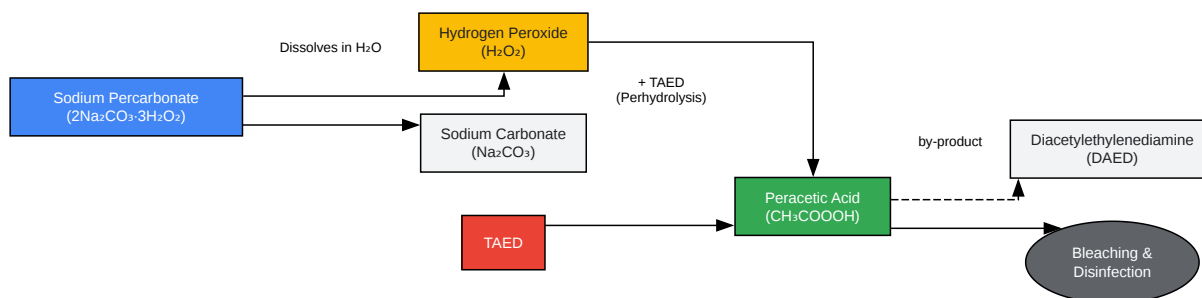 Dissolves in H₂O
Hydrogen Peroxide
(H₂O₂)
Sodium Percarbonate
(2Na₂CO₃·3H₂O₂)
+ TAED
(Perhydrolysis)
Sodium Carbonate
(Na₂CO₃)
by-product
Diacetylethylenediamine
(DAED)
Peracetic Acid
(CH₃COOOH)
TAED
Bleaching &
Disinfection